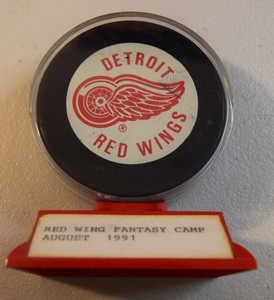 DETROIT
®
RED WINGS
RED WING FANTASY CAMP
AUGUST 1991